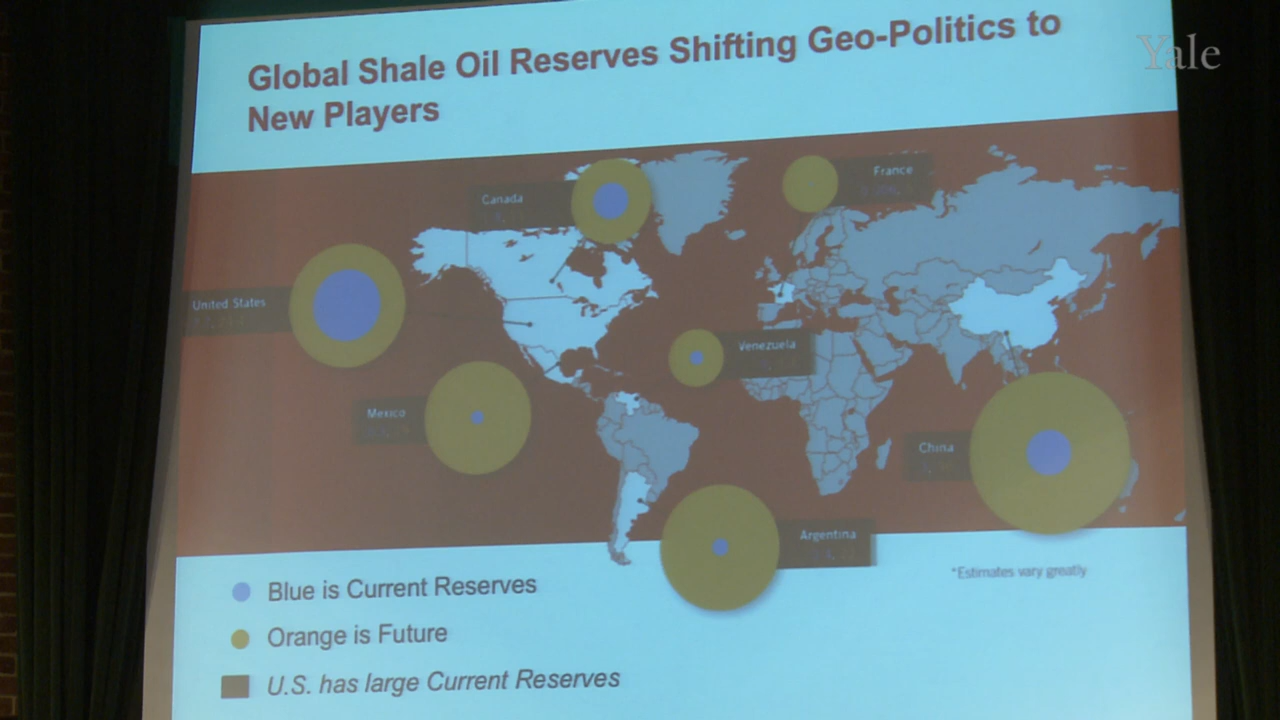 Global Shale Oil Reserves Shifting Geo-Politics to
New Players
Yale
France
Canada
United States
Venezuela
Mexico
China
Argentina
*Estimates vary greatly
Blue is Current Reserves
Orange is Future
U.S. has large Current Reserves